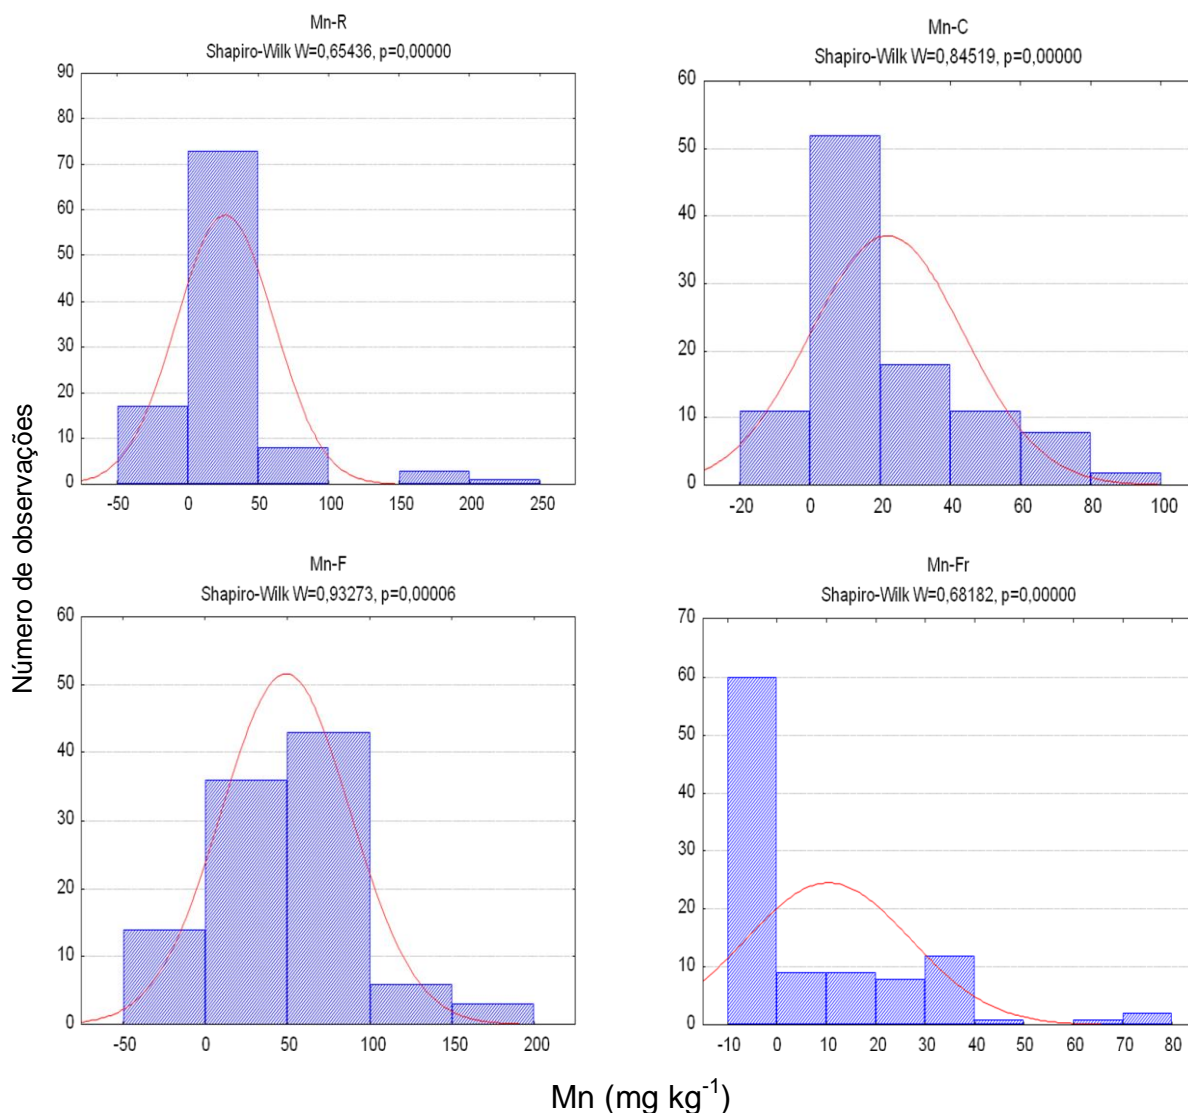 Mn-R
Shapiro-Wilk W=0,65436, p=0,00000
90
80
70
60
50
40
30
20
10
0
-50 0 50 100 150 200 250
Mn-C
Shapiro-Wilk W=0,84519, p=0,00000
60
50
40
30
20
10
0
-20 0 20 40 60 80 100
Número de observações
Mn-F
Shapiro-Wilk W=0,93273, p=0,00006
60
50
40
30
20
10
0
-50 0 50 100 150 200
Mn-Fr
Shapiro-Wilk W=0,68182, p=0,00000
70
60
50
40
30
20
10
0
-10 0 10 20 30 40 50 60 70 80
Mn (mg kg⁻¹)